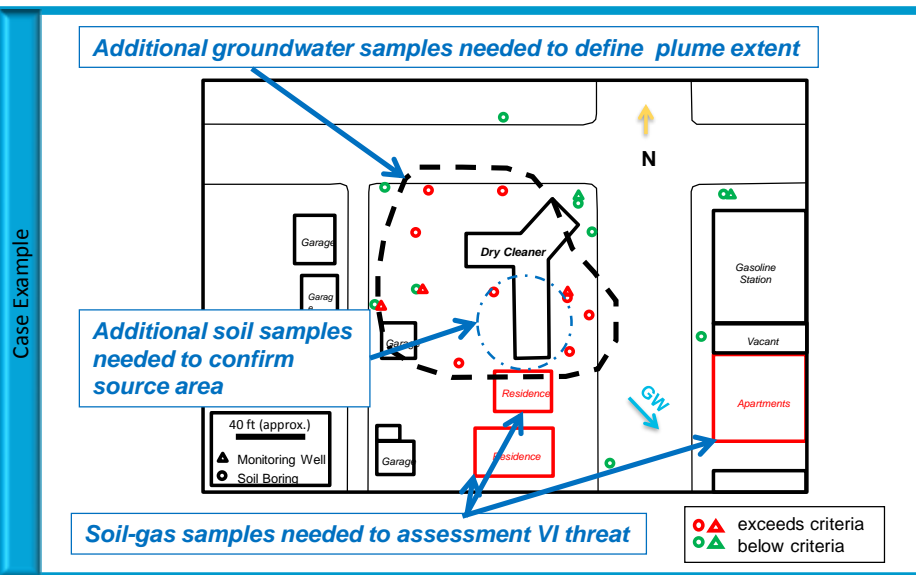 Case Example
Additional groundwater samples needed to define plume extent
N
Garage
Dry Cleaner
Gasoline
Station
Garag
e
Vacant
Additional soil samples
needed to confirm
source area
Garage
Residence
Apartments
GW
40 ft (approx.)
Monitoring Well
Soil Boring
Garage
Residence
Soil-gas samples needed to assessment VI threat
exceeds criteria
below criteria